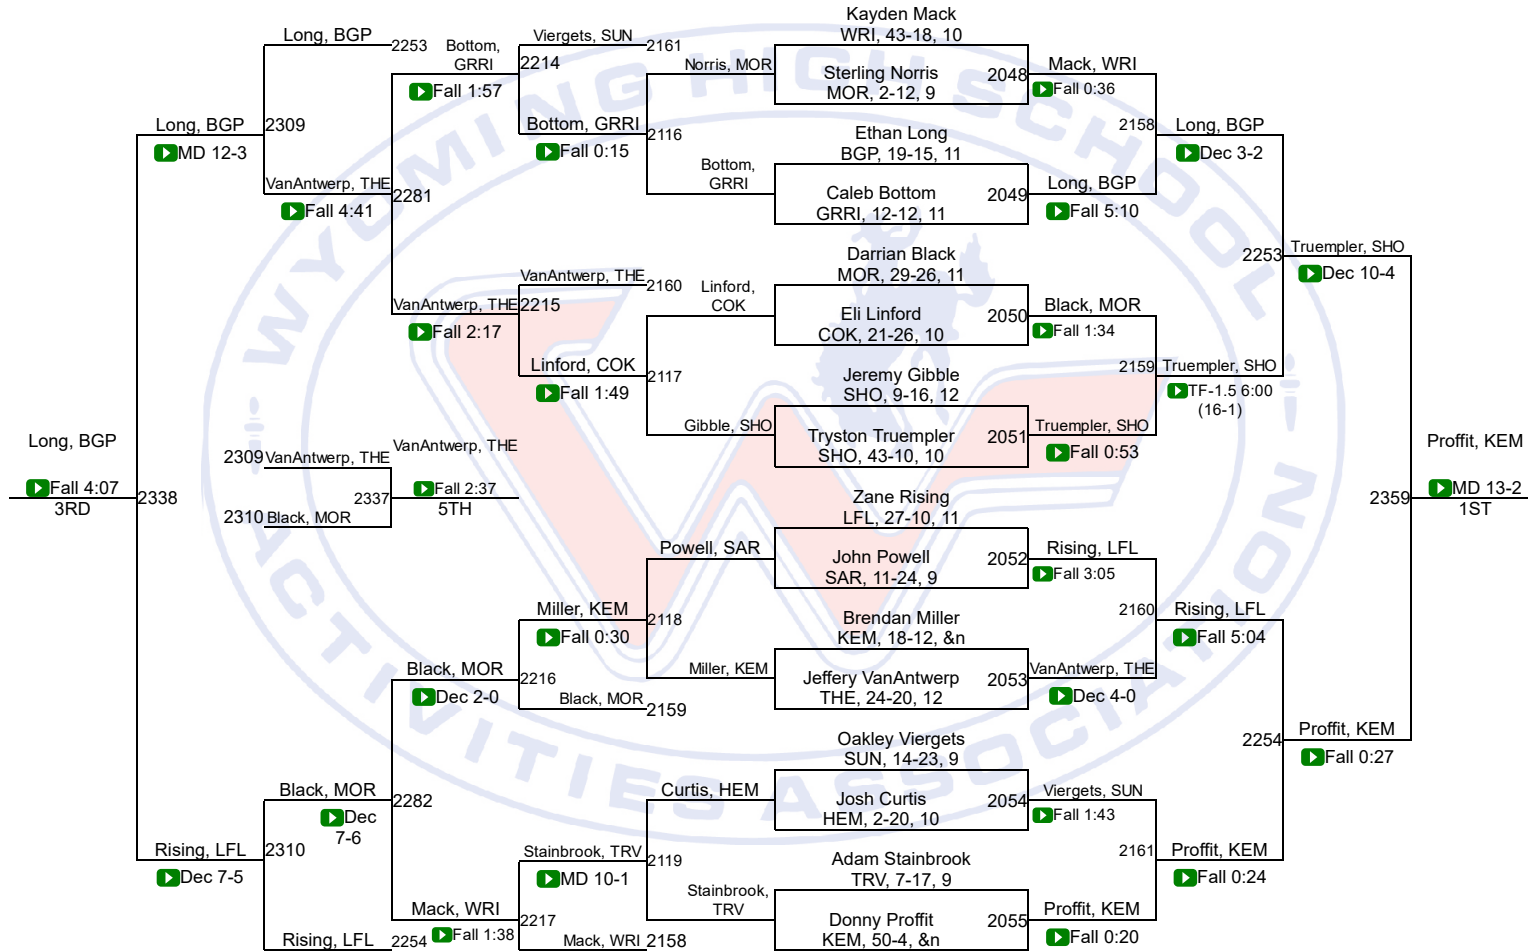 Kayden Mack
WRI, 43-18, 10
Sterling Norris
MOR, 2-12, 9
Ethan Long
BGP, 19-15, 11
Caleb Bottom
GRRI, 12-12, 11
Darrian Black
MOR, 29-26, 11
Eli Linford
COK, 21-26, 10
Jeremy Gibble
SHO, 9-16, 12
Tryston Truempler
SHO, 43-10, 10
Zane Rising
LFL, 27-10, 11
John Powell
SAR, 11-24, 9
Brendan Miller
KEM, 18-12, &n
Jeffery VanAntwerp
THE, 24-20, 12
Oakley Viergets
SUN, 14-23, 9
Josh Curtis
HEM, 2-20, 10
Adam Stainbrook
TRV, 7-17, 9
Donny Proffit
KEM, 50-4, &n
2048
Mack, WRI
Fall 0:36
2049
Long, BGP
Fall 5:10
2050
Black, MOR
Fall 1:34
2051
Truempler, SHO
Fall 0:53
2052
Rising, LFL
Fall 3:05
2053
VanAntwerp, THE
Dec 4-0
2054
Viergets, SUN
Fall 1:43
2055
Proffit, KEM
Fall 0:20
2158
Long, BGP
Dec 3-2
2159
Truempler, SHO
TF-1.5 6:00
(16-1)
2160
Rising, LFL
Fall 5:04
2161
Proffit, KEM
Fall 0:24
2253
Truempler, SHO
Dec 10-4
2254
Proffit, KEM
Fall 0:27
2359
Proffit, KEM
MD 13-2
1ST
Norris, MOR
Bottom,
GRRI
2116
Linford,
COK
Gibble, SHO
2117
Powell, SAR
Miller, KEM
2118
Curtis, HEM
Stainbrook,
TRV
2119
Viergets, SUN
2161
Bottom, GRRI
Fall 0:15
2214
VanAntwerp, THE
2160
Linford, COK
Fall 1:49
2215
Miller, KEM
Fall 0:30
2216
Black, MOR
2159
Stainbrook, TRV
MD 10-1
2217
Mack, WRI
2158
Bottom,
GRRI
Fall 1:57
2281
VanAntwerp, THE
Fall 2:17
Black, MOR
Dec 2-0
2282
Mack, WRI
Fall 1:38
Long, BGP
2253
2309
VanAntwerp, THE
Fall 4:41
Black, MOR
Dec
7-6
2310
Rising, LFL
2254
Long, BGP
MD 12-3
Rising, LFL
Dec 7-5
2338
Long, BGP
Fall 4:07
3RD
2309
VanAntwerp, THE
2310
Black, MOR
2337
VanAntwerp, THE
Fall 2:37
5TH
WYOMING HIGH SCHOOL
ACTIVITIES ASSOCIATION